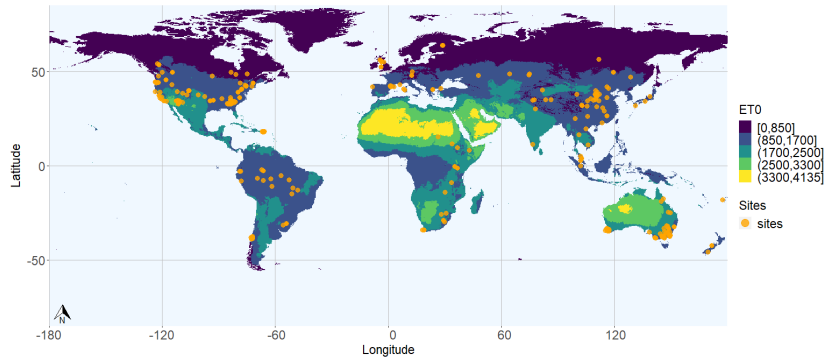 50
0
-50
Latitude
-180
-120
-60
0
60
120
Longitude
N
ET0
[0,850]
(850,1700]
(1700,2500]
(2500,3300]
(3300,4135]
Sites
sites